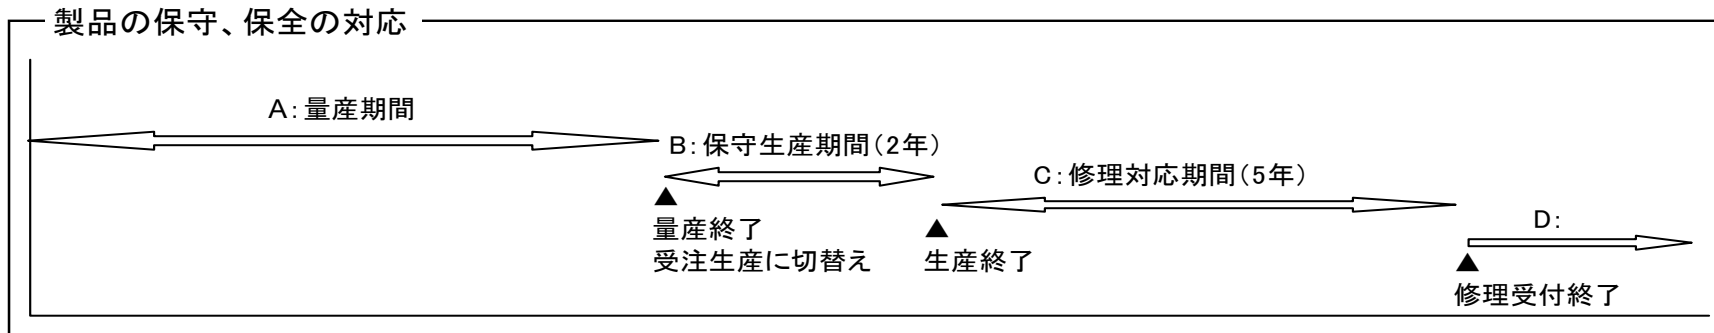 製品の保守、保全の対応
A:量産期間
B:保守生産期間(2年)
C:修理対応期間(5年)
D:
▲
量産終了
受注生産に切替え
▲
生産終了
▲
修理受付終了